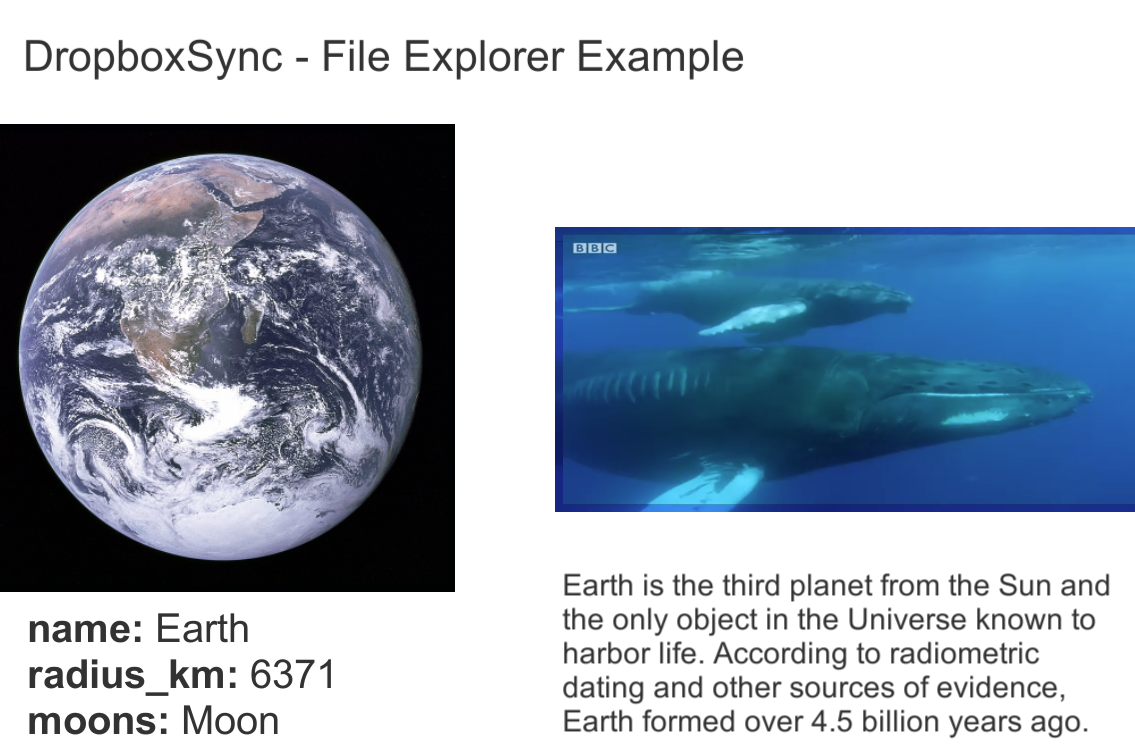 DropboxSync - File Explorer Example
BBC
name: Earth
radius_km: 6371
moons: Moon
Earth is the third planet from the Sun and
the only object in the Universe known to
harbor life. According to radiometric
dating and other sources of evidence,
Earth formed over 4.5 billion years ago.